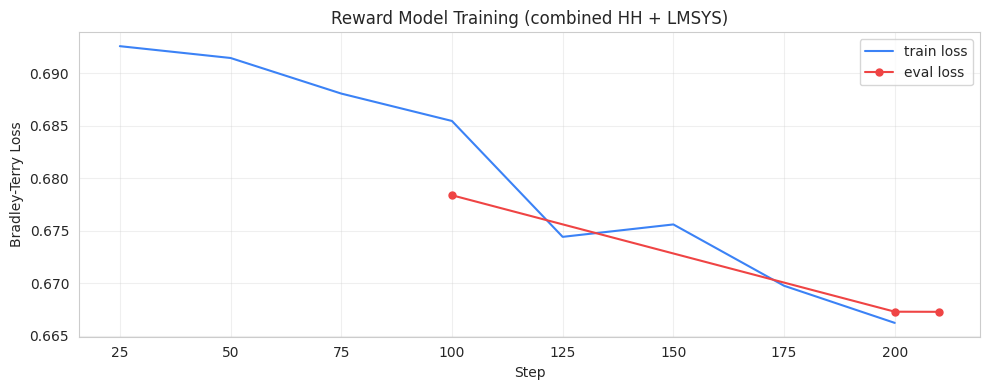 Reward Model Training (combined HH + LMSYS)
train loss
eval loss
0.690
0.685
0.680
0.675
0.670
0.665
Bradley-Terry Loss
25 50 75 100 125 150 175 200
Step